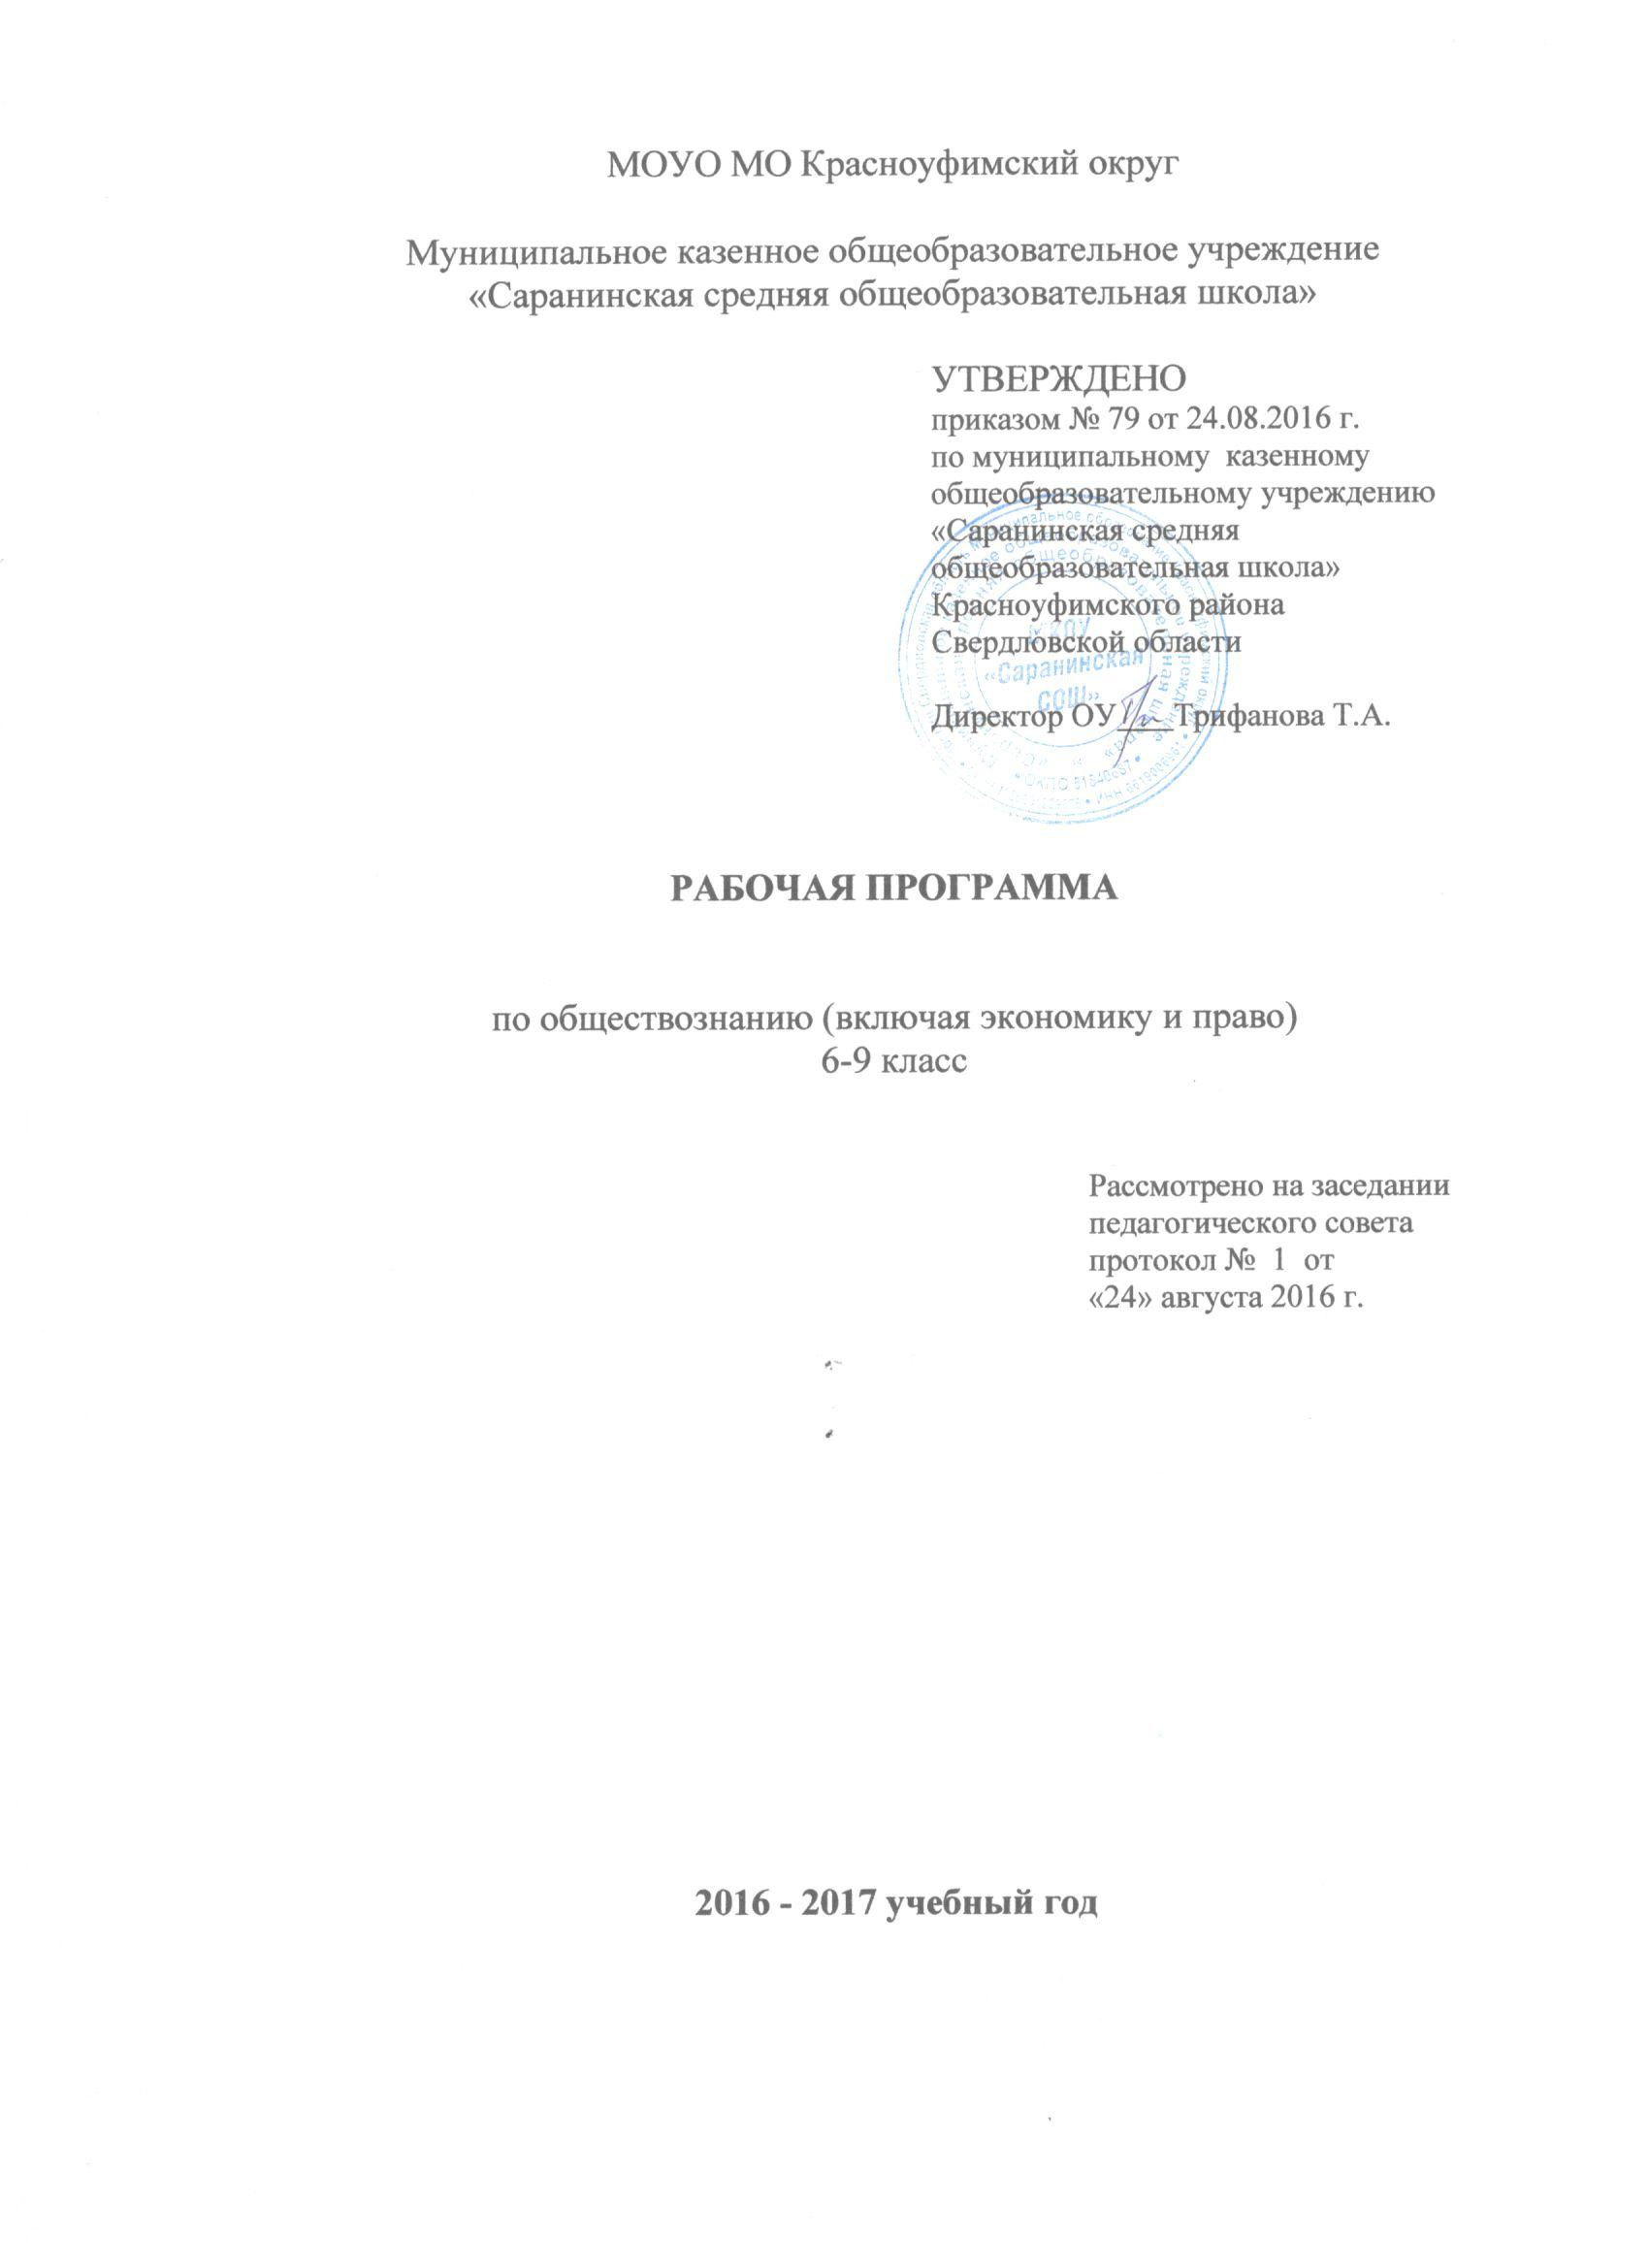 МОУО МО Красноуфимский округ
Муниципальное казенное общеобразовательное учреждение
«Саранинская средняя общеобразовательная школа»
УТВЕРЖДЕНО
приказом № 79 от 24.08.2016 г.
по муниципальному казенному
общеобразовательному учреждению
«Саранинская средняя
общеобразовательная школа»
Красноуфимского района
Свердловской области
«Саранинская
СОШ»
Директор ОУ Трифанова Т.А.
РАБОЧАЯ ПРОГРАММА
по обществознанию (включая экономику и право)
6-9 класс
Рассмотрено на заседании
педагогического совета
протокол № 1 от
«24» августа 2016 г.
2016 - 2017 учебный год